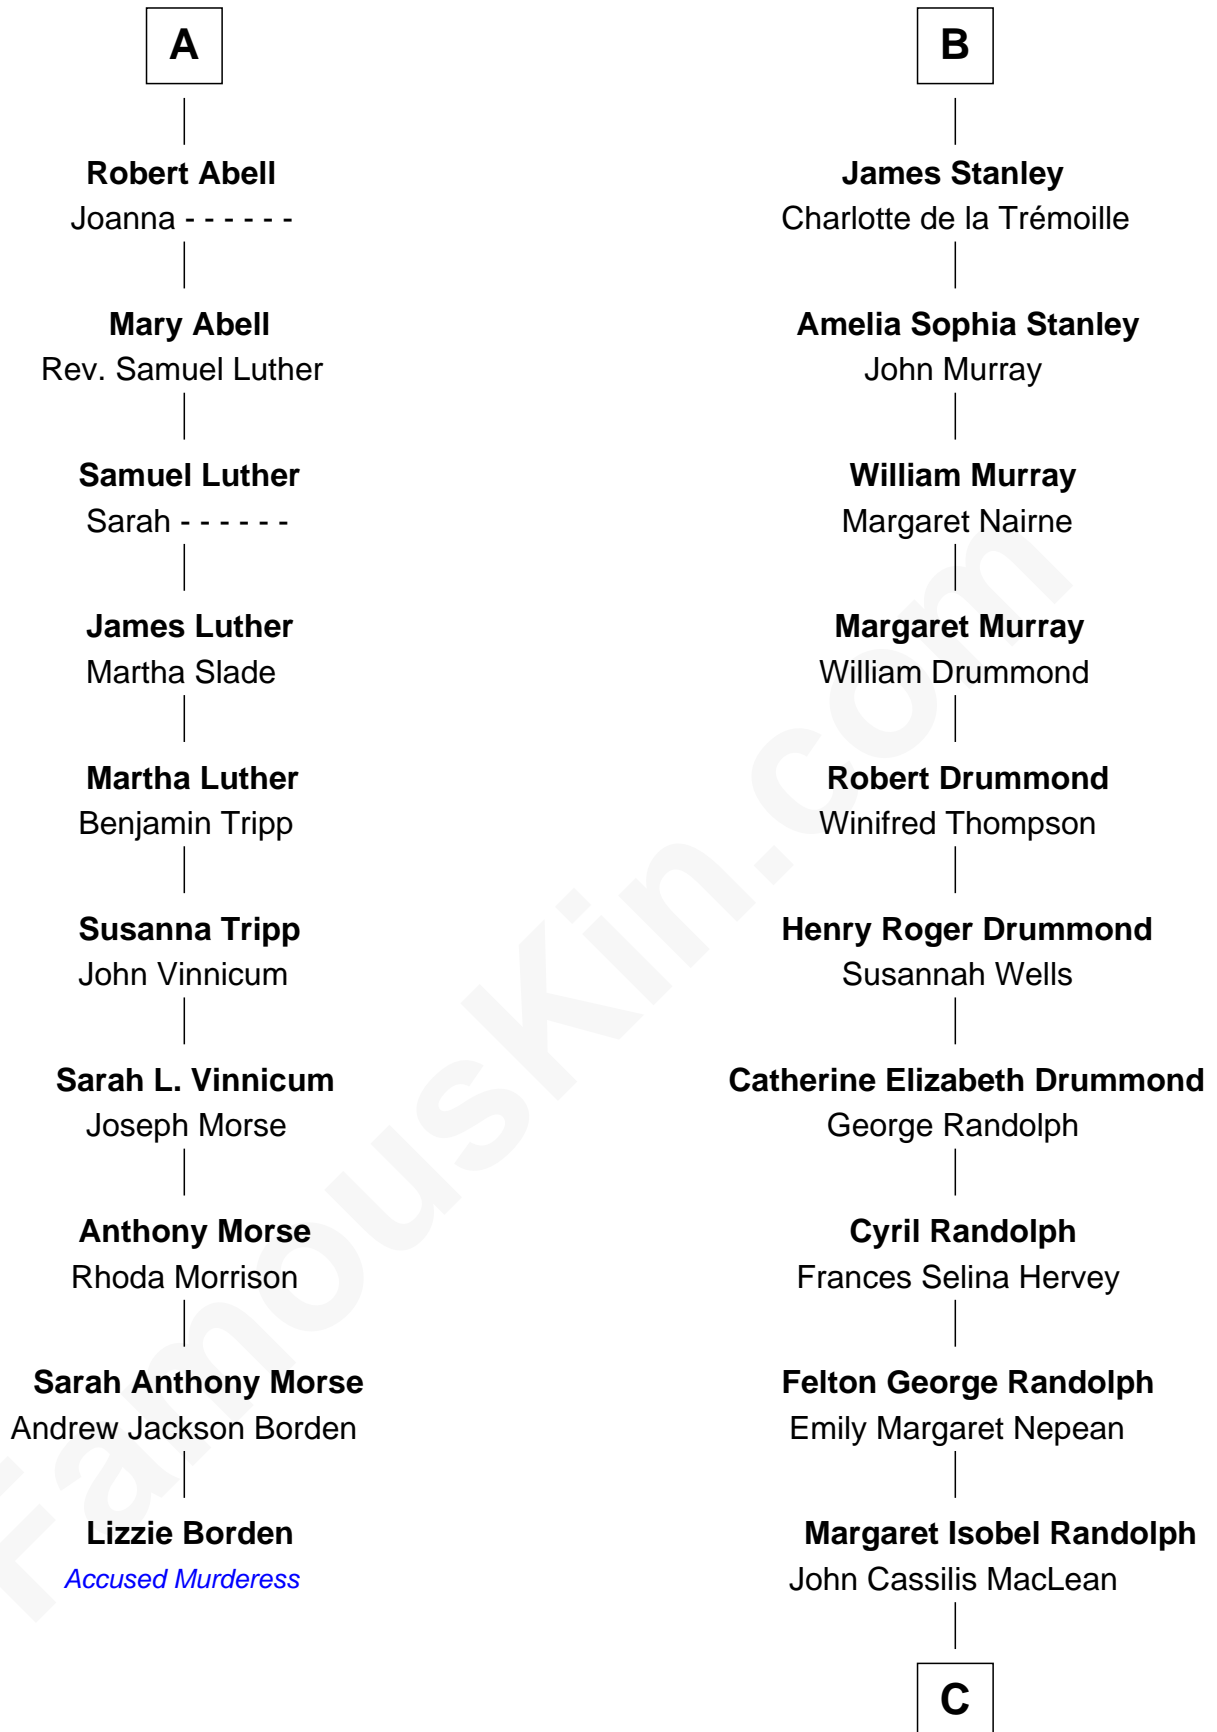 A
Robert Abell
Joanna - - - - - -
Mary Abell
Rev. Samuel Luther
Samuel Luther
Sarah - - - - - -
James Luther
Martha Slade
Martha Luther
Benjamin Tripp
Susanna Tripp
John Vinnicum
Sarah L. Vinnicum
Joseph Morse
Anthony Morse
Rhoda Morrison
Sarah Anthony Morse
Andrew Jackson Borden
Lizzie Borden
Accused Murderess
B
James Stanley
Charlotte de la Trémoille
Amelia Sophia Stanley
John Murray
William Murray
Margaret Nairne
Margaret Murray
William Drummond
Robert Drummond
Winifred Thompson
Henry Roger Drummond
Susannah Wells
Catherine Elizabeth Drummond
George Randolph
Cyril Randolph
Frances Selina Hervey
Felton George Randolph
Emily Margaret Nepean
Margaret Isobel Randolph
John Cassilis MacLean
C
FamousKin.com